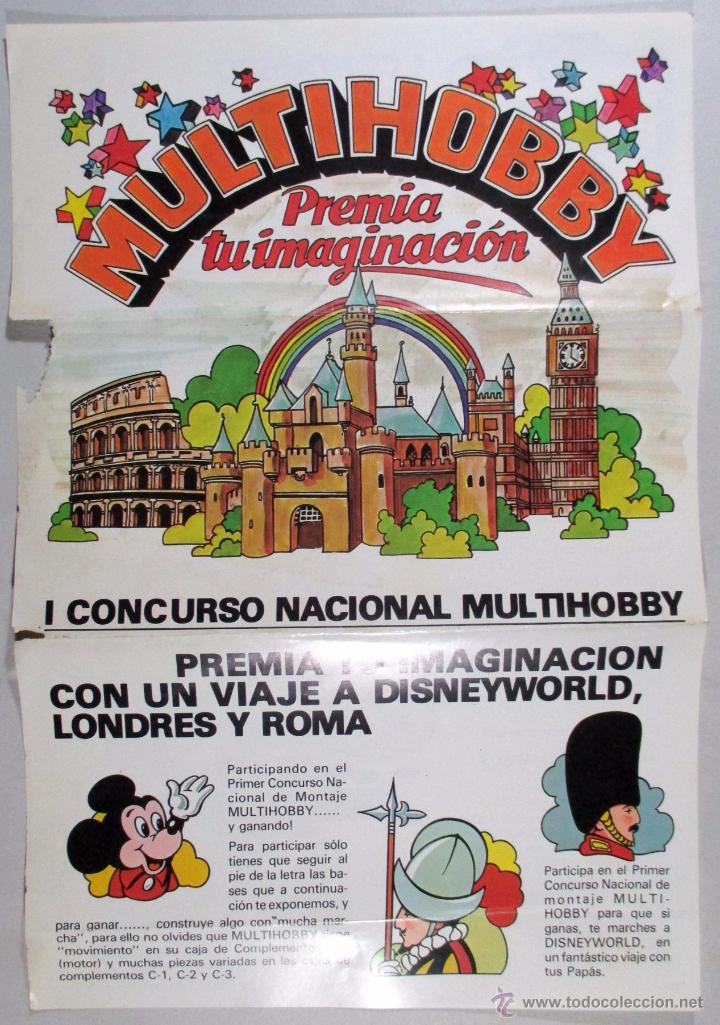 MULTIHOBBY
Premia
tu imaginación
I CONCURSO NACIONAL MULTIHOBBY
PREMIA TU IMAGINACION
CON UN VIAJE A DISNEYWORLD,
LONDRES Y ROMA
Participando en el
Primer Concurso Na-
cional de Montaje
MULTIHOBBY......
y ganando!
Para participar sólo
tienes que seguir al
pie de la letra las ba-
ses que a continua-
ción te exponemos, y
para ganar......, construye algo con "mucha mar-
cha", para ello no olvides que MULTIHOBBY tiene
"movimiento" en su caja de Complementos
(motor) y muchas piezas variadas en las cajas de
complementos C-1, C-2 y C-3.
Participa en el Primer
Concurso Nacional de
montaje MULTI-
HOBBY para que si
ganas, te marches a
DISNEYWORLD, en
un fantástico viaje con
tus Papás.
© www.todocoleccion.net